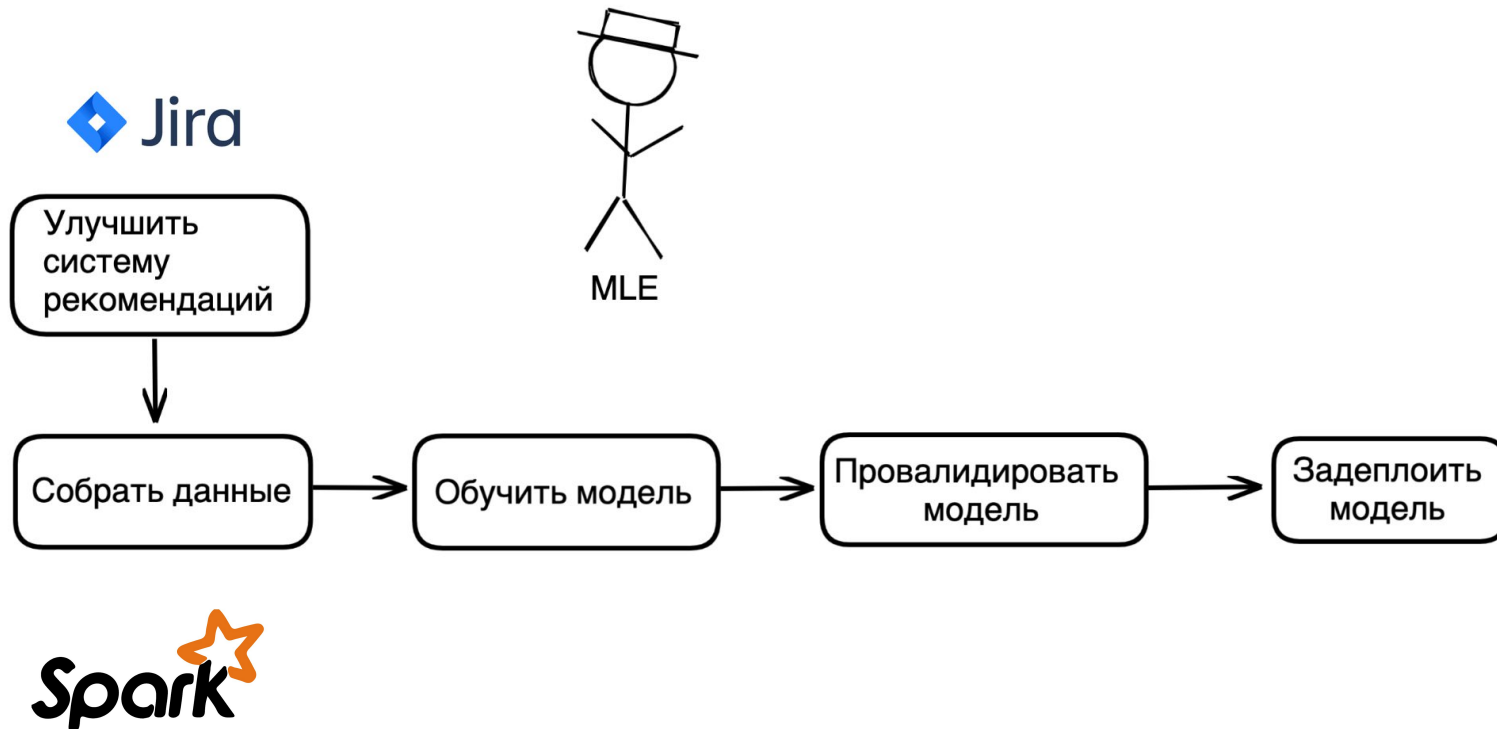 Jira
Улучшить
систему
рекомендаций
MLE
Собрать данные
Обучить модель
Провалидировать
модель
Задеплоить
модель
Spark